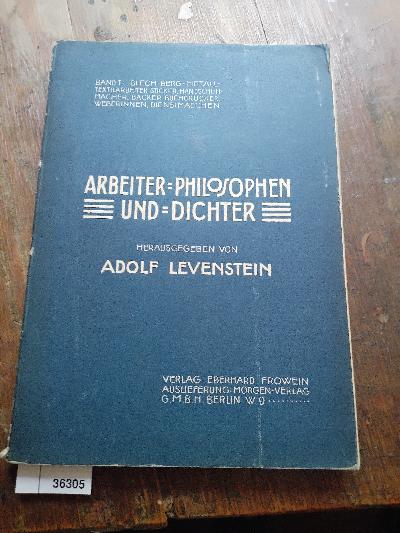 BAND I: BLECH-BERG-METALL-
TEXTILARBEITER, STICKER, HANDSCHUH-
MACHER, BÄCKER, BUCHDRUCKER,
WEBERINNEN, DIENSTMÄDCHEN
ARBEITER=PHILOSOPHEN
UND=DICHTER
HERAUSGEGEBEN VON
ADOLF LEVENSTEIN
VERLAG EBERHARD FROWEIN
AUSLIEFERUNG: MORGEN-VERLAG
G.M.B.H. BERLIN W 9
36305